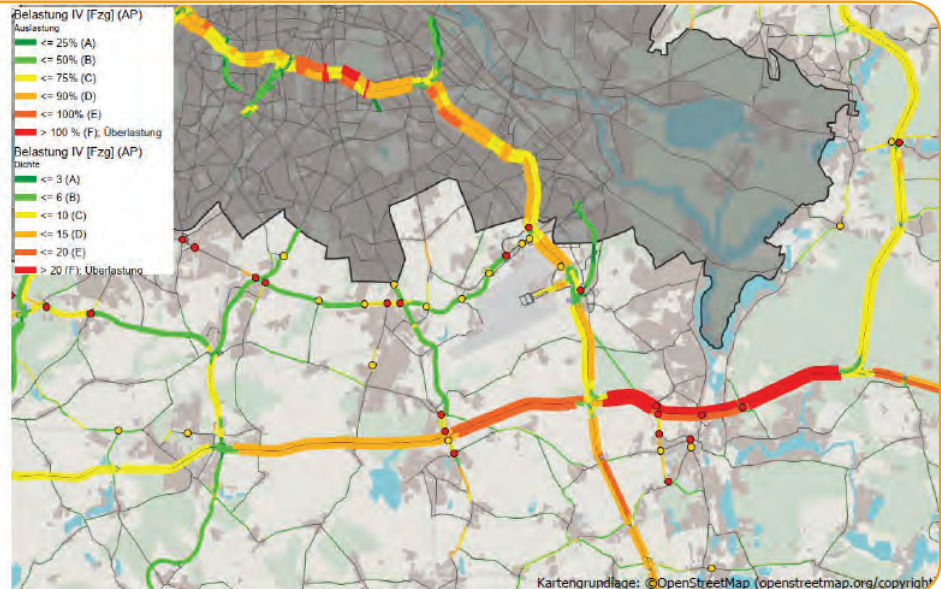 Belastung IV [Fzg] (AP)
Auslastung
<= 25% (A)
<= 50% (B)
<= 75% (C)
<= 90% (D)
<= 100% (E)
> 100 % (F); Überlastung
Belastung IV [Fzg] (AP)
Dichte
<= 3 (A)
<= 6 (B)
<= 10 (C)
<= 15 (D)
<= 20 (E)
> 20 (F); Überlastung
Kartengrundlage: ©OpenStreetMap (openstreetmap.org/copyright